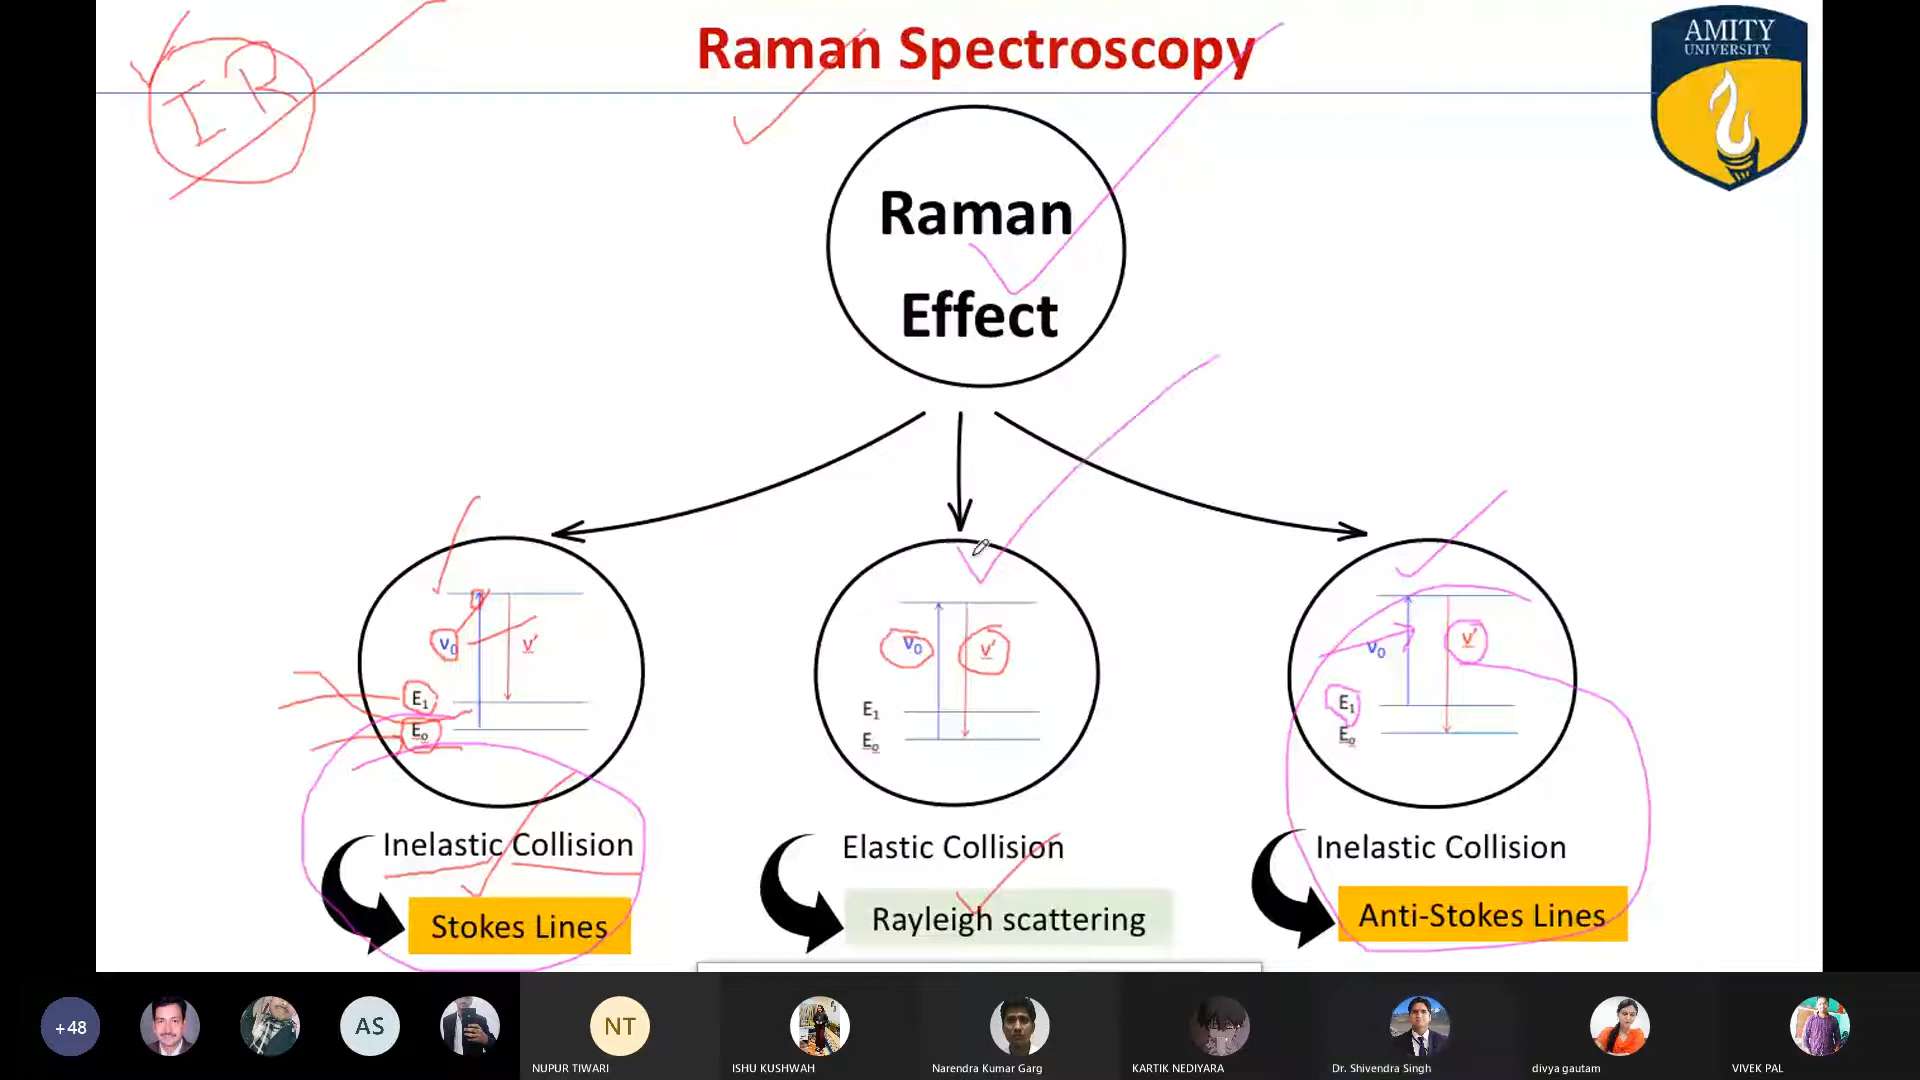 Raman Spectroscopy
AMITY
UNIVERSITY
IR
Raman
Effect
v₀
v′
E₁
E₀
v₀
v′
E₁
E₀
v₀
v′
E₁
E₀
Inelastic Collision
Elastic Collision
Inelastic Collision
Stokes Lines
Rayleigh scattering
Anti-Stokes Lines
+48
AS
NT
NUPUR TIWARI
ISHU KUSHWAH
Narendra Kumar Garg
KARTIK NEDIYARA
Dr. Shivendra Singh
divya gautam
VIVEK PAL